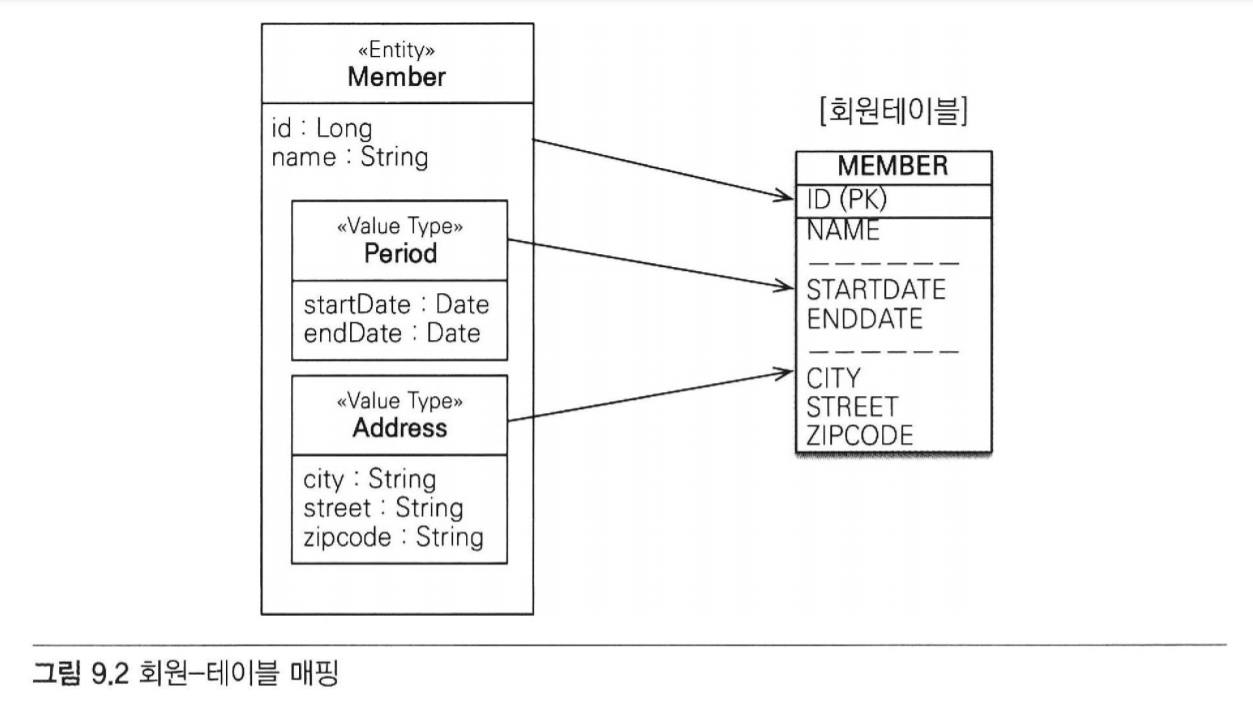 «Entity»
Member
id : Long
name : String
«Value Type»
Period
startDate : Date
endDate : Date
«Value Type»
Address
city : String
street : String
zipcode : String
[회원테이블]
MEMBER
ID (PK)
NAME
STARTDATE
ENDDATE
CITY
STREET
ZIPCODE
그림 9.2 회원-테이블 매핑